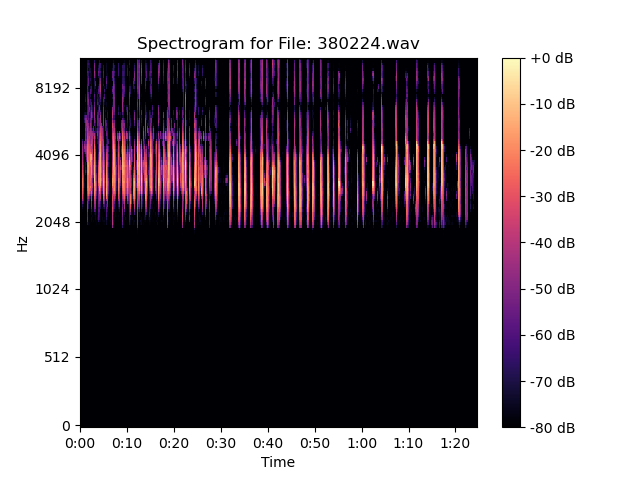 Spectrogram for File: 380224.wav
8192
4096
2048
1024
512
0
Hz
0:00 0:10 0:20 0:30 0:40 0:50 1:00 1:10 1:20
Time
+0 dB
-10 dB
-20 dB
-30 dB
-40 dB
-50 dB
-60 dB
-70 dB
-80 dB